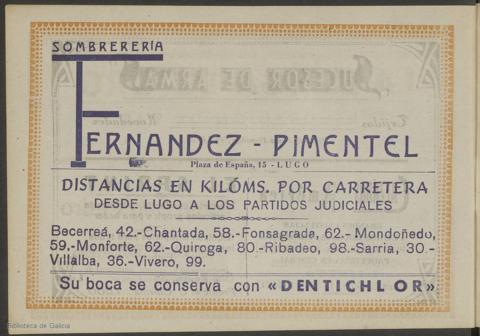 SOMBRERERÍA
FERNANDEZ - PIMENTEL
Plaza de España, 15 - LUGO
DISTANCIAS EN KILÓMS. POR CARRETERA
DESDE LUGO A LOS PARTIDOS JUDICIALES
Becerreá, 42.-Chantada, 58.-Fonsagrada, 62.- Mondoñedo,
59.-Monforte, 62.-Quiroga, 80 -Ribadeo, 98.-Sarria, 30.-
Villalba, 36.-Vivero, 99.
Su boca se conserva con «DENTICHLOR»
Biblioteca de Galicia